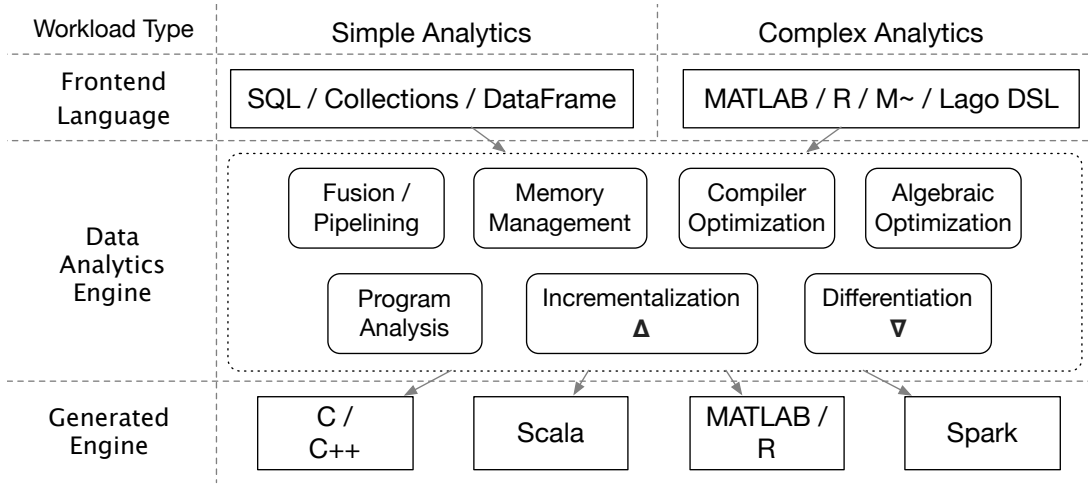 Workload Type
Simple Analytics
Complex Analytics
Frontend
Language
SQL / Collections / DataFrame
MATLAB / R / M~ / Lago DSL
Data
Analytics
Engine
Fusion /
Pipelining
Memory
Management
Compiler
Optimization
Algebraic
Optimization
Program
Analysis
Incrementalization
Δ
Differentiation
∇
Generated
Engine
C /
C++
Scala
MATLAB /
R
Spark